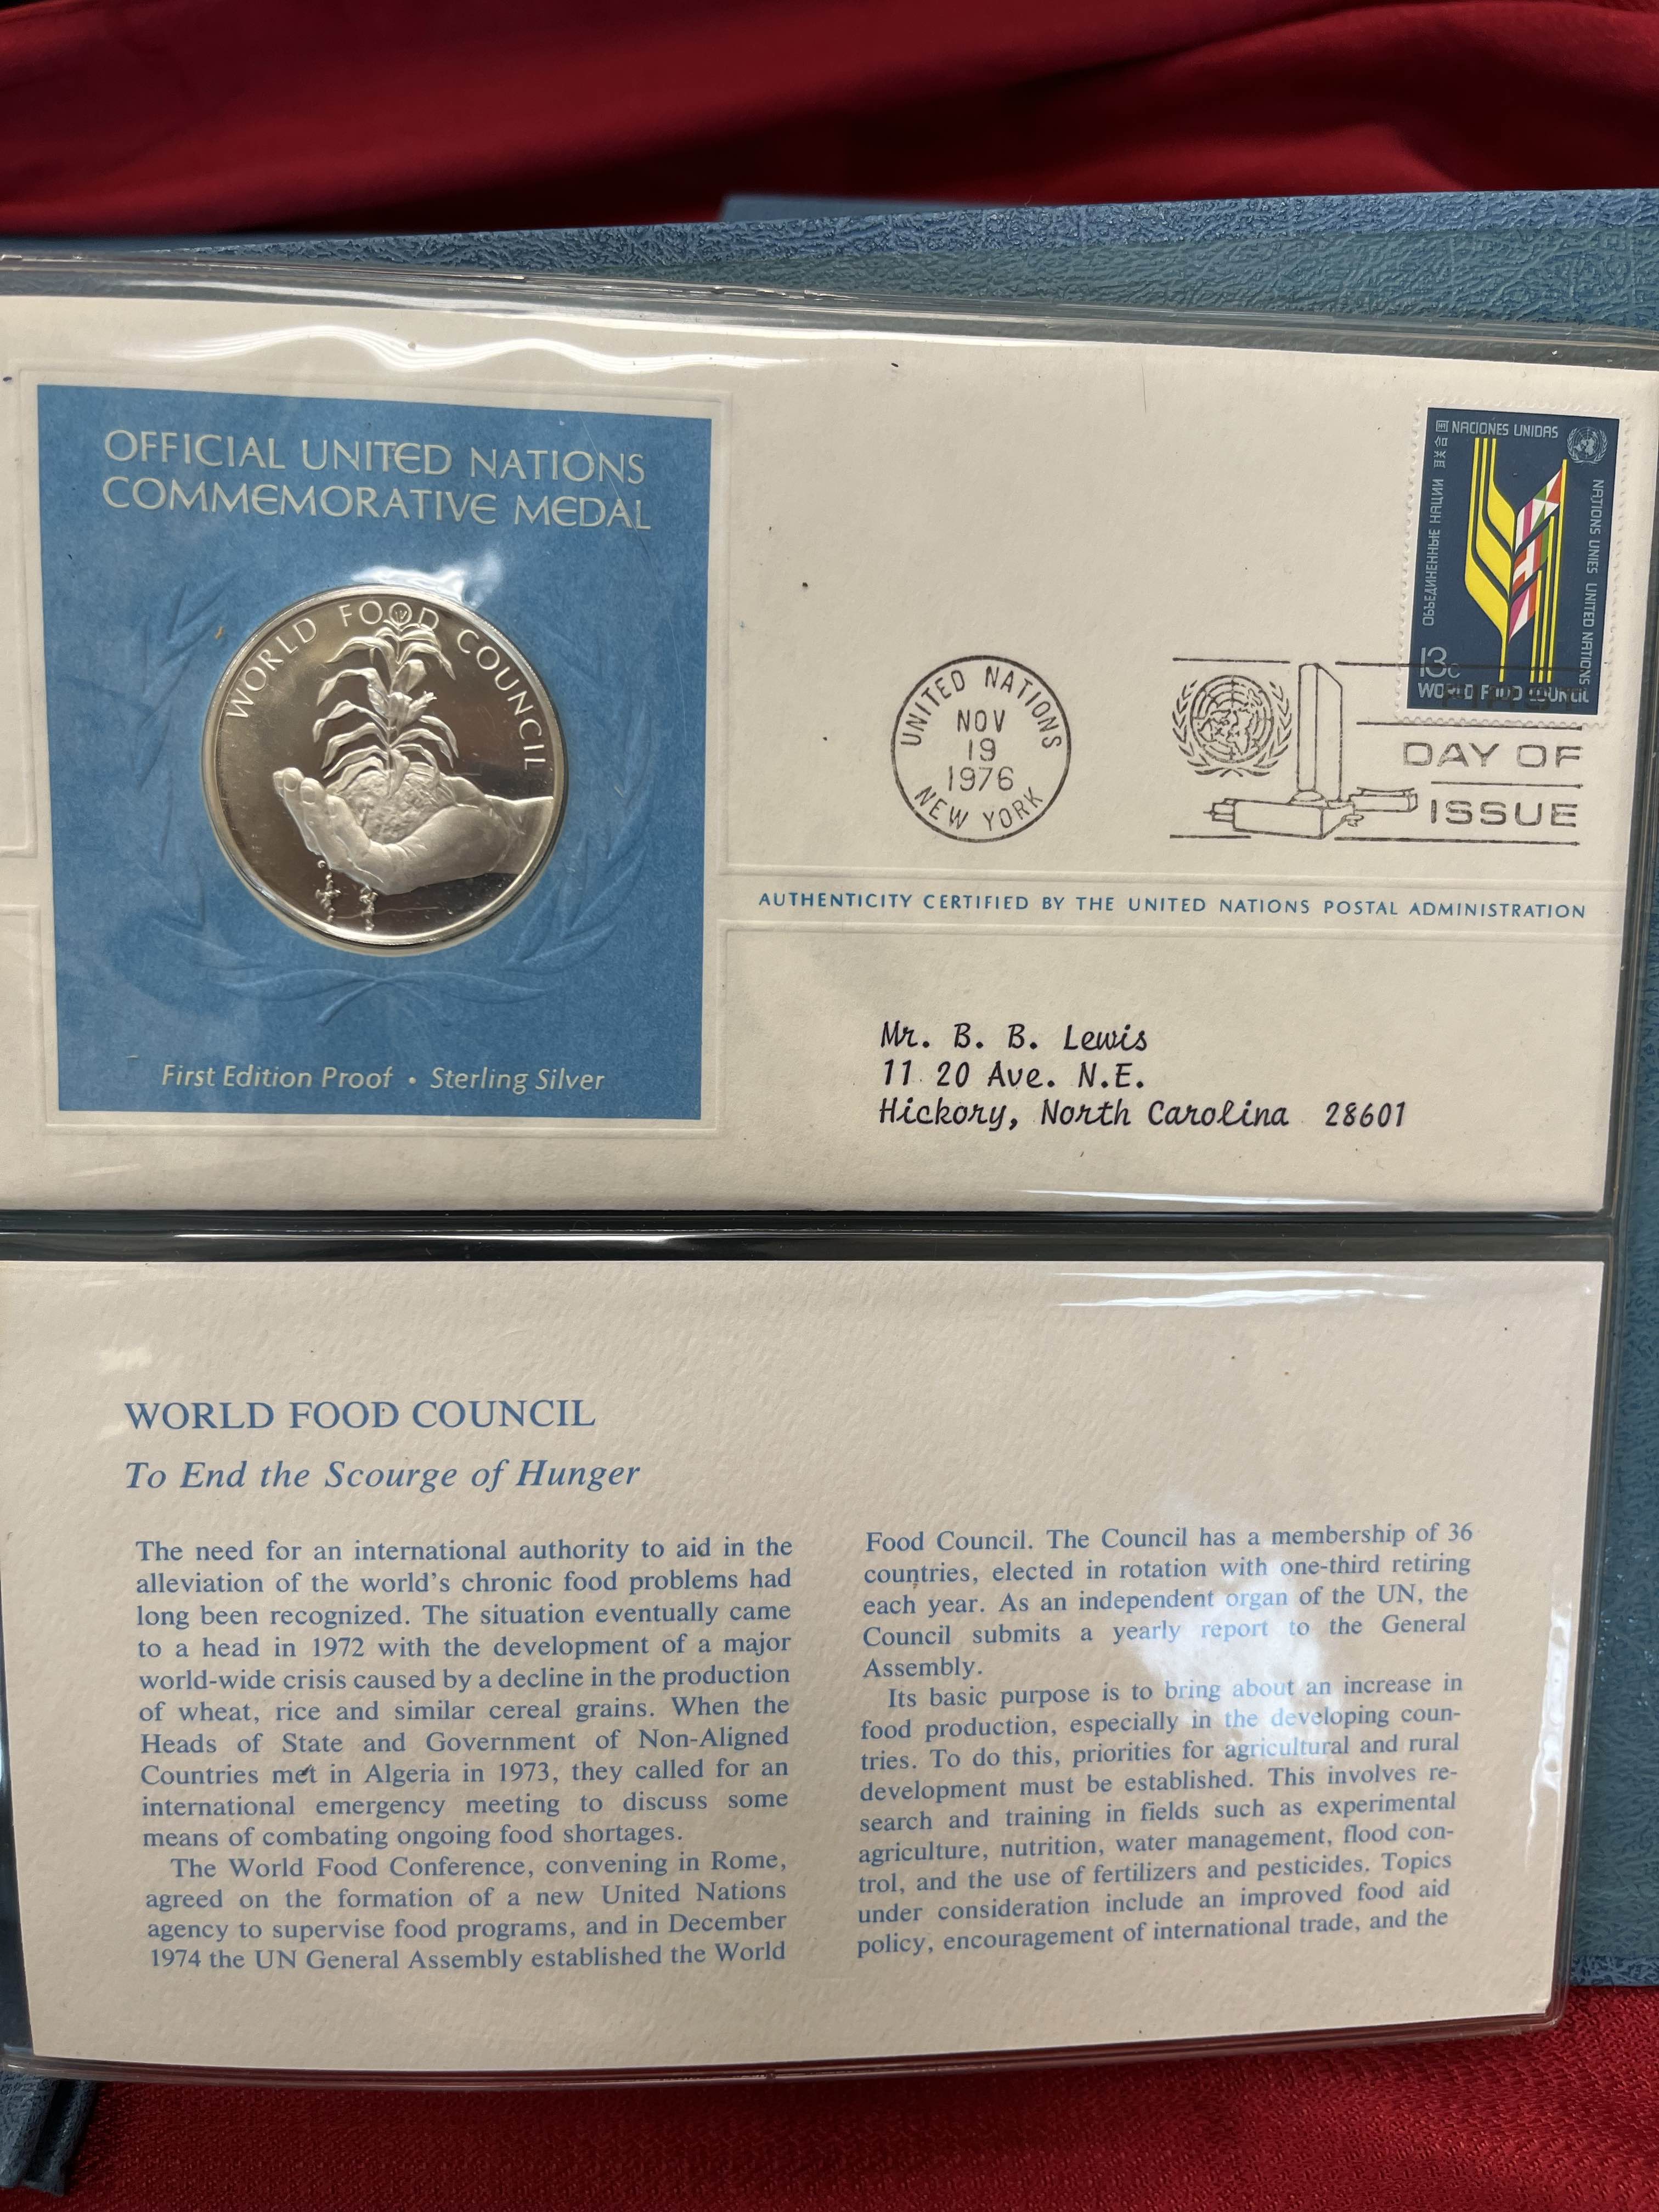 OFFICIAL UNITED NATIONS
COMMEMORATIVE MEDAL
WORLD FOOD COUNCIL
First Edition Proof • Sterling Silver
NACIONES UNIDAS
ОБЪЕДИНЕННЫЕ НАЦИИ
NATIONS UNIES UNITED NATIONS
13c
WORLD FOOD COUNCIL
UNITED NATIONS
NOV
19
1976
NEW YORK
DAY OF
ISSUE
AUTHENTICITY CERTIFIED BY THE UNITED NATIONS POSTAL ADMINISTRATION
Mr. B. B. Lewis
11 20 Ave. N.E.
Hickory, North Carolina 28601
WORLD FOOD COUNCIL
To End the Scourge of Hunger
The need for an international authority to aid in the
alleviation of the world's chronic food problems had
long been recognized. The situation eventually came
to a head in 1972 with the development of a major
world-wide crisis caused by a decline in the production
of wheat, rice and similar cereal grains. When the
Heads of State and Government of Non-Aligned
Countries met in Algeria in 1973, they called for an
international emergency meeting to discuss some
means of combating ongoing food shortages.
The World Food Conference, convening in Rome,
agreed on the formation of a new United Nations
agency to supervise food programs, and in December
1974 the UN General Assembly established the World
Food Council. The Council has a membership of 36
countries, elected in rotation with one-third retiring
each year. As an independent organ of the UN, the
Council submits a yearly report to the General
Assembly.
Its basic purpose is to bring about an increase in
food production, especially in the developing coun-
tries. To do this, priorities for agricultural and rural
development must be established. This involves re-
search and training in fields such as experimental
agriculture, nutrition, water management, flood con-
trol, and the use of fertilizers and pesticides. Topics
under consideration include an improved food aid
policy, encouragement of international trade, and the